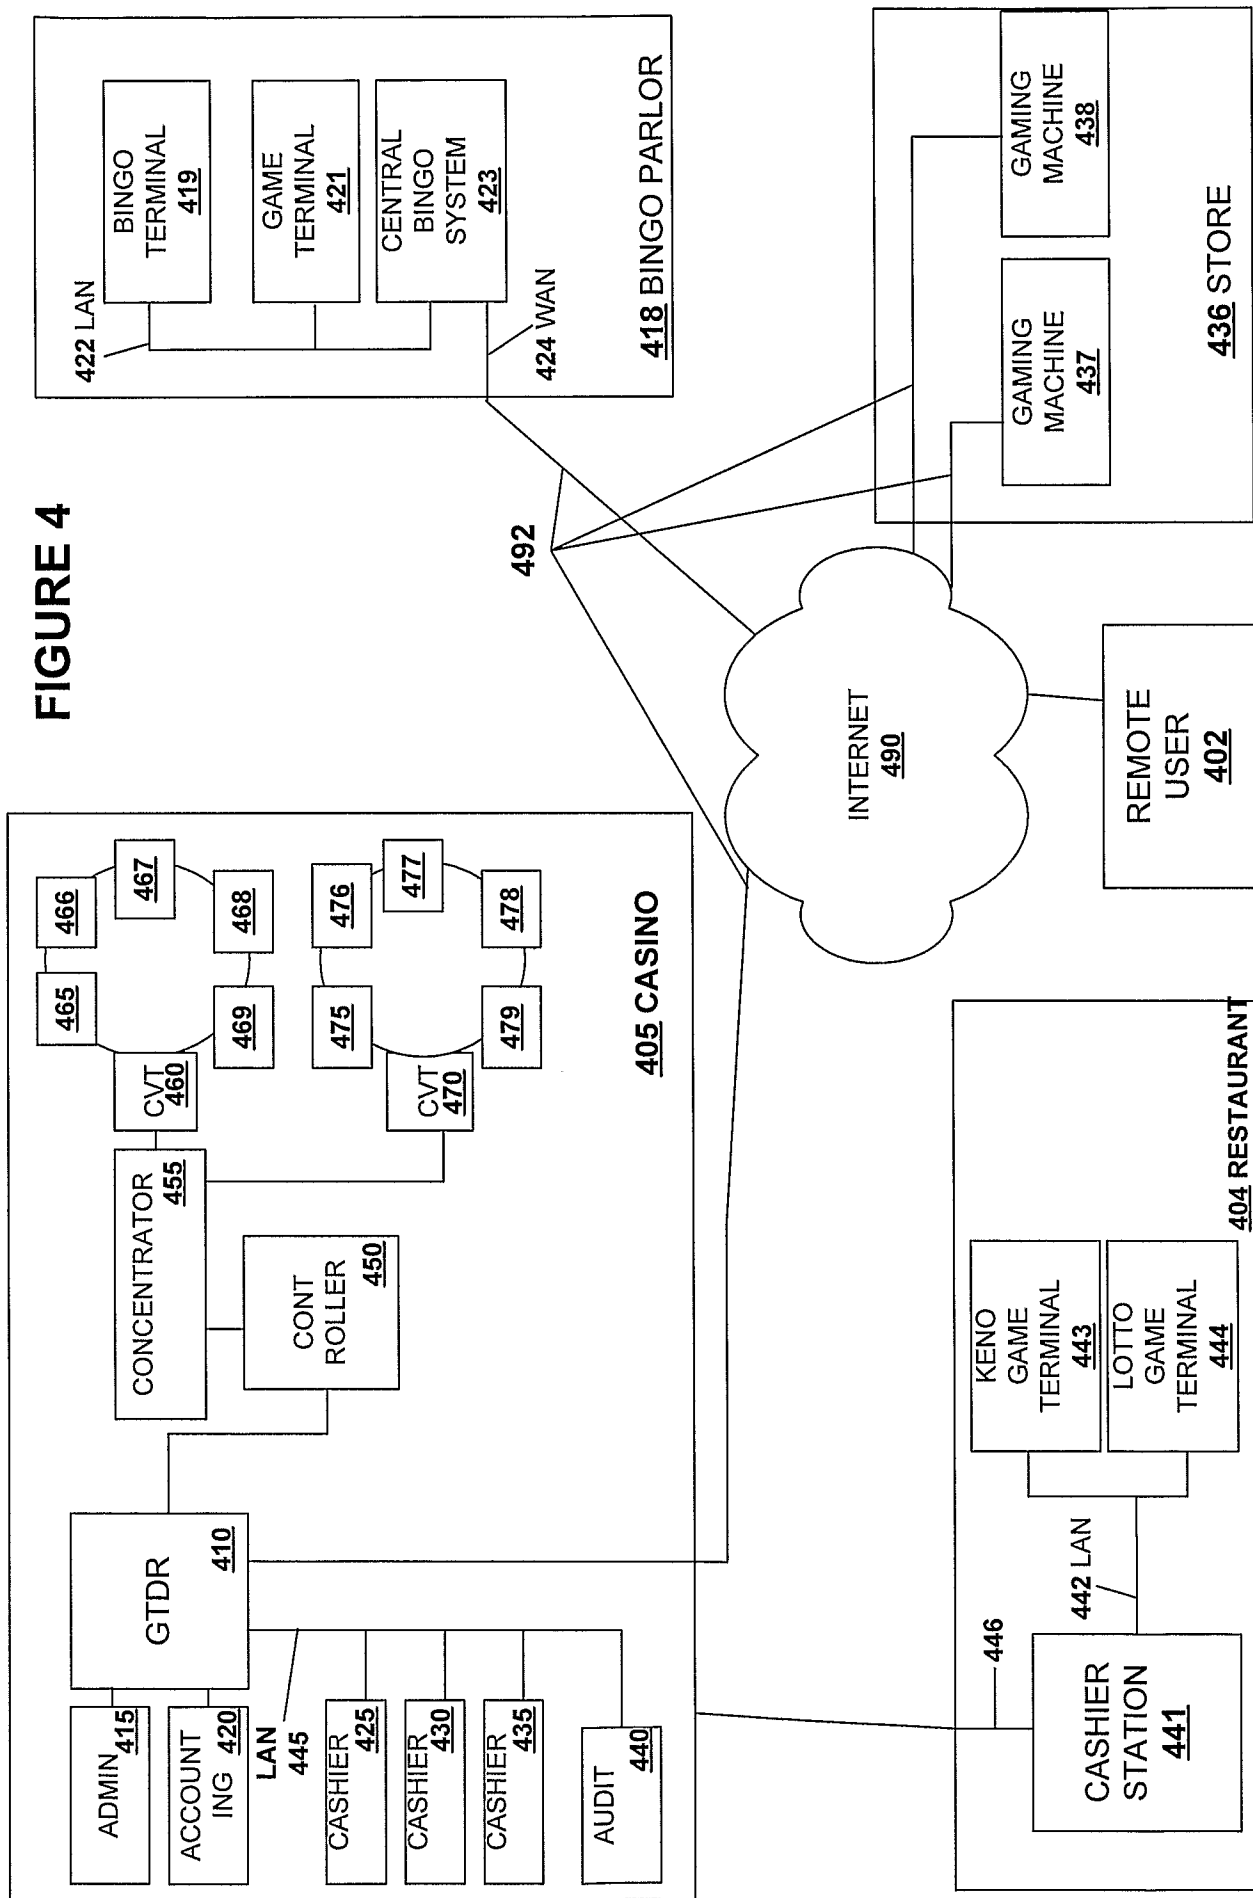 FIGURE 4
ADMIN
415
ACCOUNT
ING
420
GTDR
410
LAN
445
CASHIER
425
CASHIER
430
CASHIER
435
AUDIT
440
CONCENTRATOR
455
CONT
ROLLER
450
CVT
460
465
466
467
468
469
CVT
470
475
476
477
478
479
405 CASINO
422 LAN
BINGO
TERMINAL
419
GAME
TERMINAL
421
CENTRAL
BINGO
SYSTEM
423
424 WAN
418 BINGO PARLOR
492
INTERNET
490
446
CASHIER
STATION
441
442 LAN
KENO
GAME
TERMINAL
443
LOTTO
GAME
TERMINAL
444
404 RESTAURANT
REMOTE
USER
402
GAMING
MACHINE
437
GAMING
MACHINE
438
436 STORE